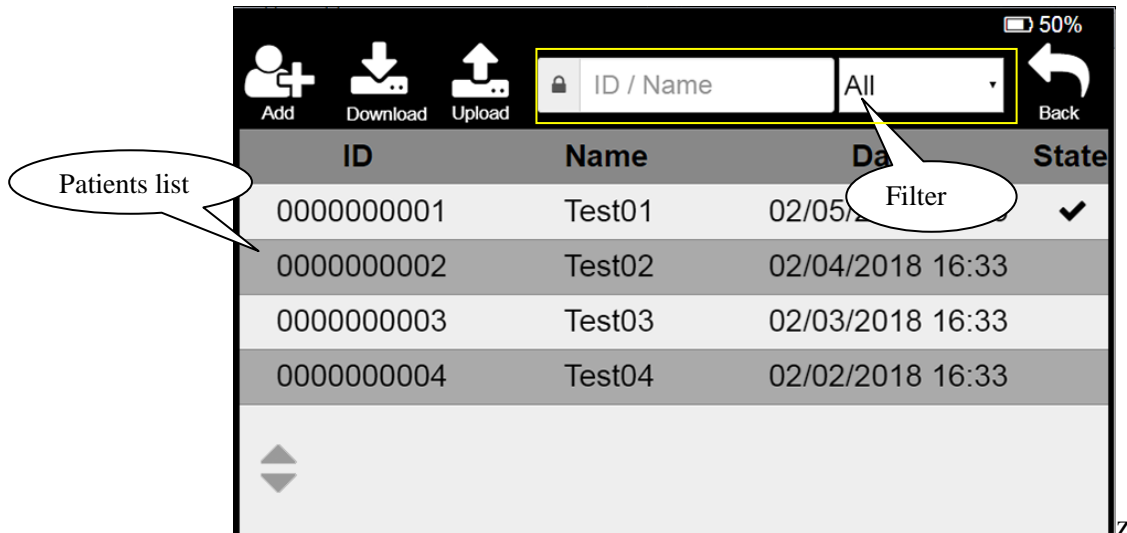 50%
Add Download Upload ID / Name All Back
ID Name State
Patients list
Filter
0000000001 Test01
0000000002 Test02 02/04/2018 16:33
0000000003 Test03 02/03/2018 16:33
0000000004 Test04 02/02/2018 16:33